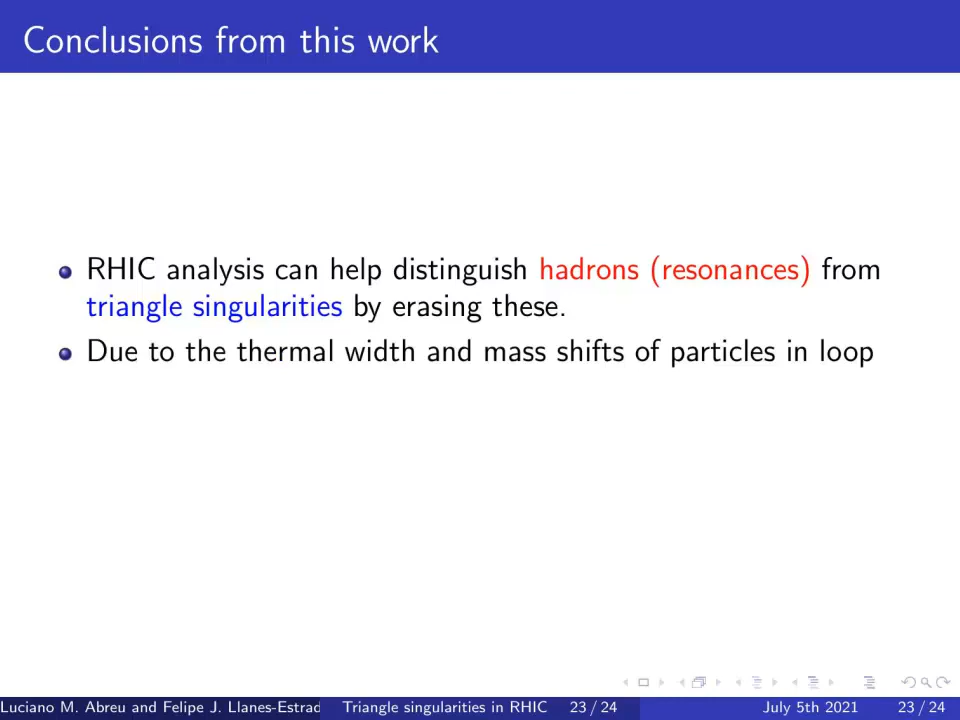 Conclusions from this work
RHIC analysis can help distinguish hadrons (resonances) from
triangle singularities by erasing these.
Due to the thermal width and mass shifts of particles in loop
Luciano M. Abreu and Felipe J. Llanes-Estrad
Triangle singularities in RHIC 23 / 24
July 5th 2021 23 / 24